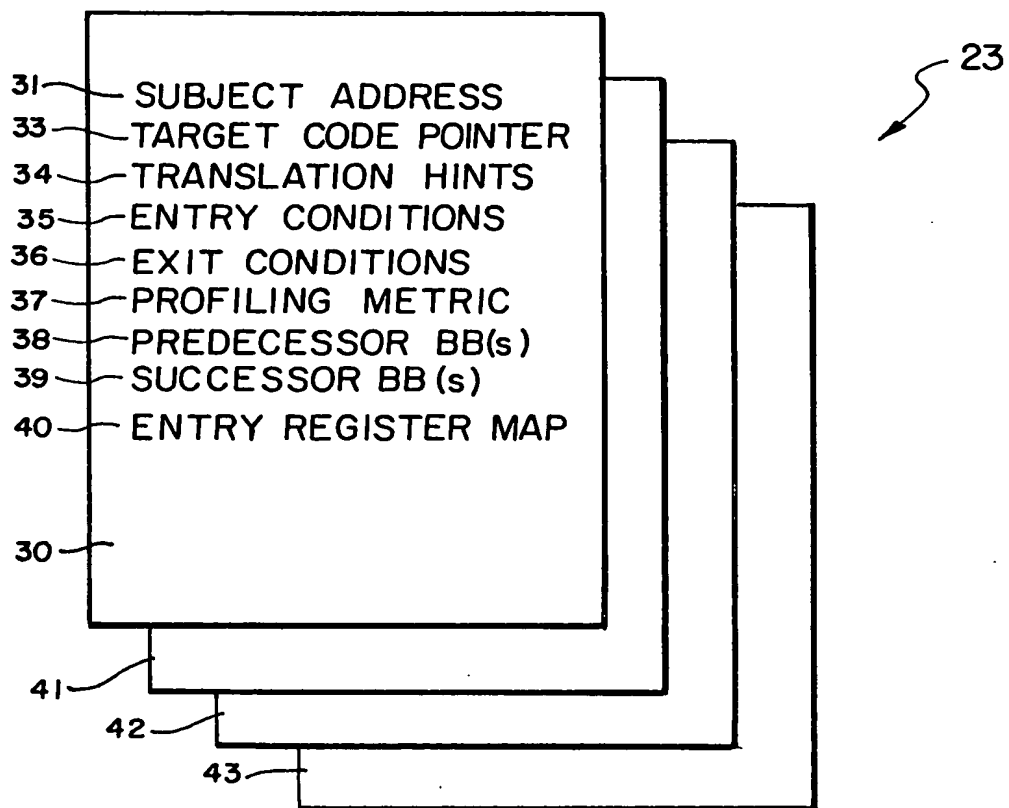 23
31 SUBJECT ADDRESS
33 TARGET CODE POINTER
34 TRANSLATION HINTS
35 ENTRY CONDITIONS
36 EXIT CONDITIONS
37 PROFILING METRIC
38 PREDECESSOR BB(s)
39 SUCCESSOR BB(s)
40 ENTRY REGISTER MAP
30
41
42
43